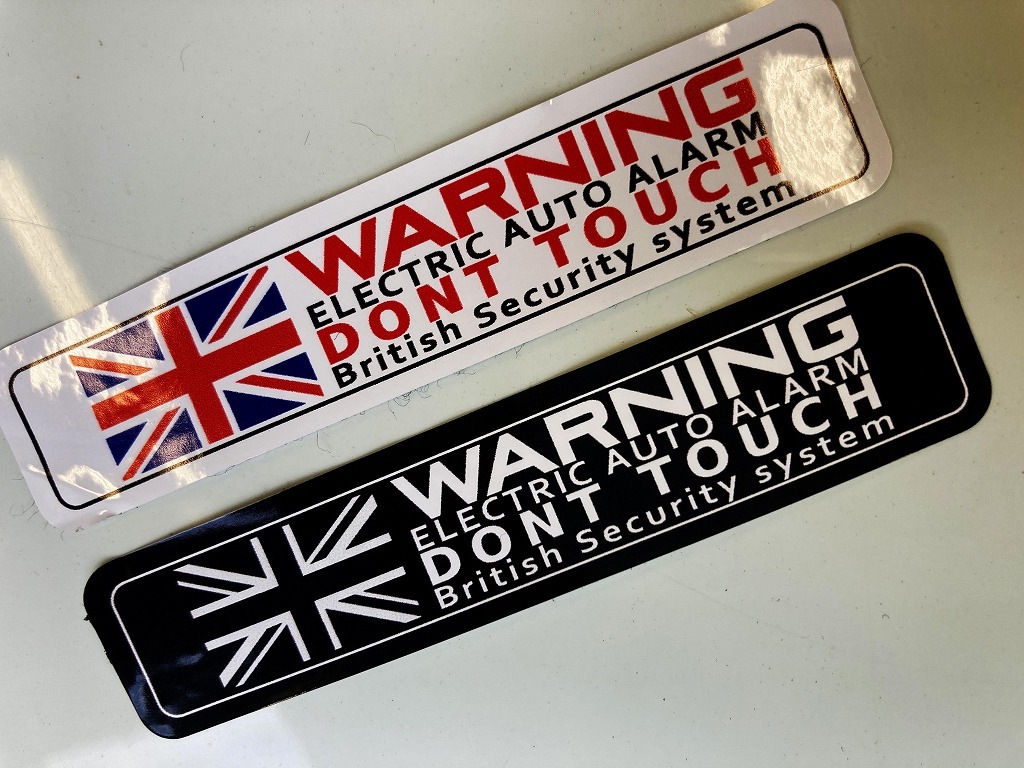 WARNING
ELECTRIC AUTO ALARM
DONT TOUCH
British Security system
WARNING
ELECTRIC AUTO ALARM
DONT TOUCH
British Security system